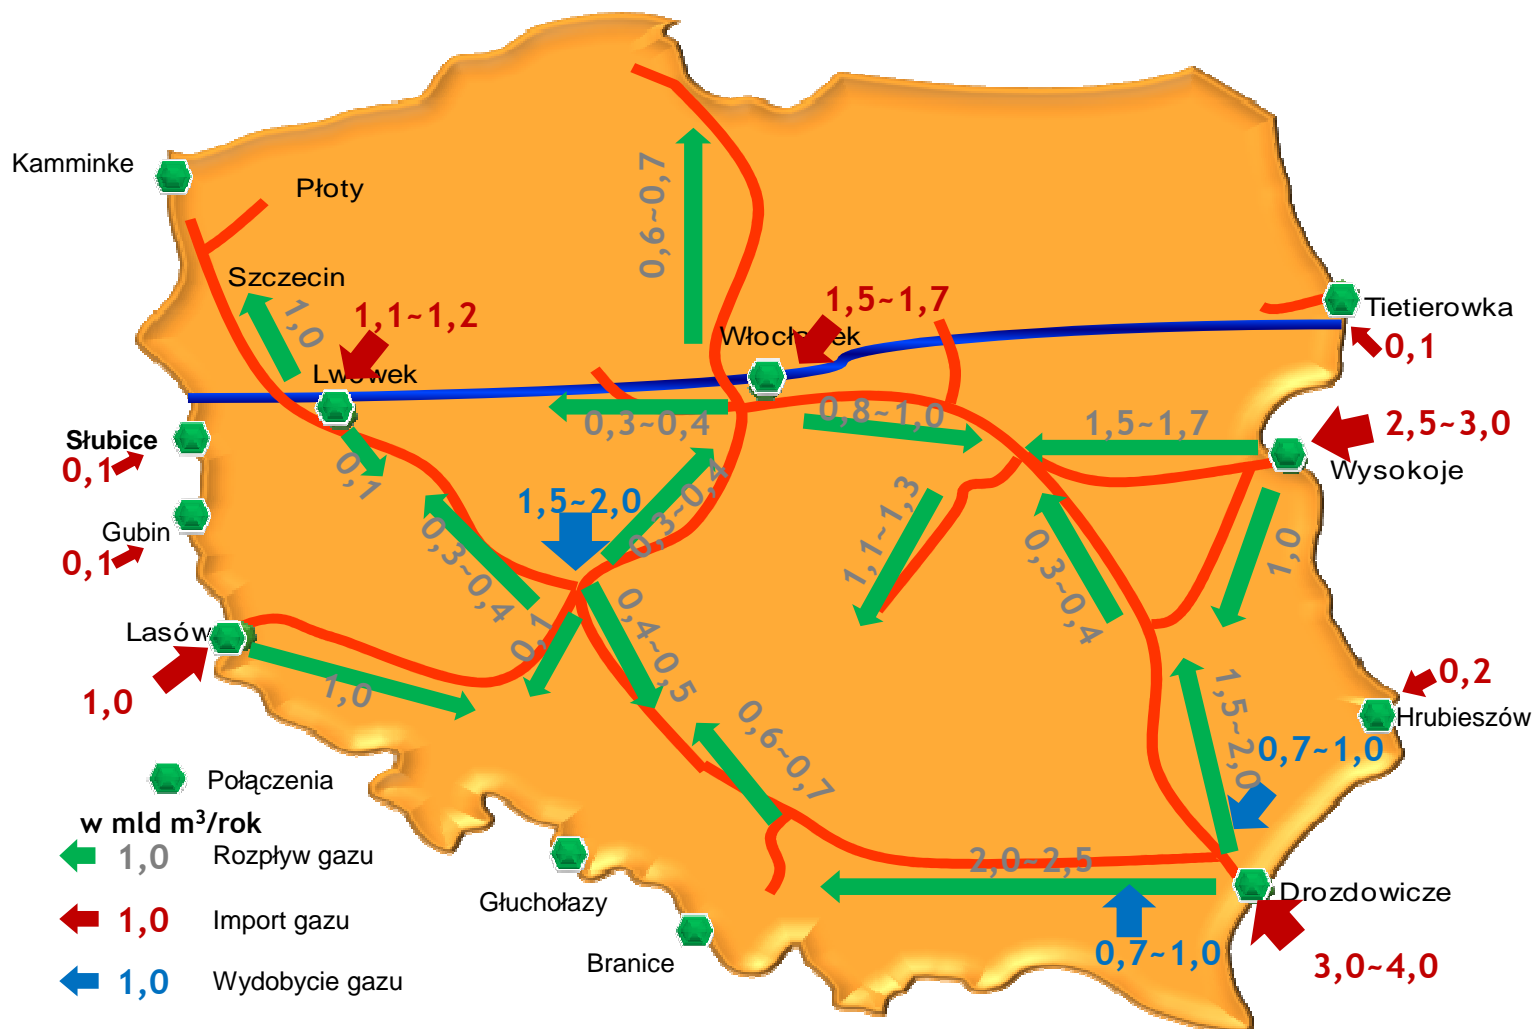 Kamminke
Płoty
0,6~0,7
Szczecin
1,0
1,1~1,2
1,5~1,7
Tietierowka
Włocławek
0,1
Lwówek
Słubice
0,1
0,1
0,3~0,4
0,8~1,0
1,5~1,7
2,5~3,0
Wysokoje
1,5~2,0
0,3~0,4
1,1~1,3
Gubin
0,1
0,3~0,4
0,3~0,4
1,0
Lasów
0,1
0,4~0,5
1,0
1,0
0,2
Hrubieszów
1,5~2,0
0,7~1,0
0,6~0,7
Połączenia
w mld m³/rok
1,0 Rozpływ gazu
2,0~2,5
Głuchołazy
Drozdowicze
1,0 Import gazu
Branice
0,7~1,0
3,0~4,0
1,0 Wydobycie gazu